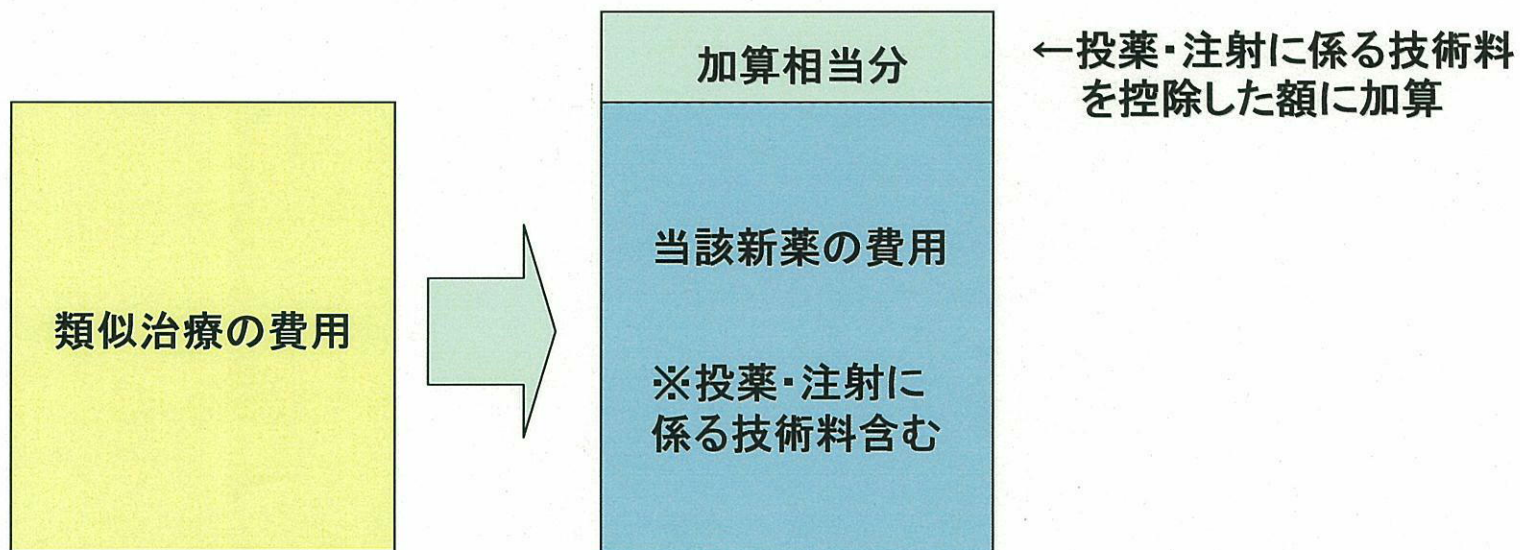 加算相当分
←投薬・注射に係る技術料
を控除した額に加算
当該新薬の費用
類似治療の費用
※投薬・注射に
係る技術料含む